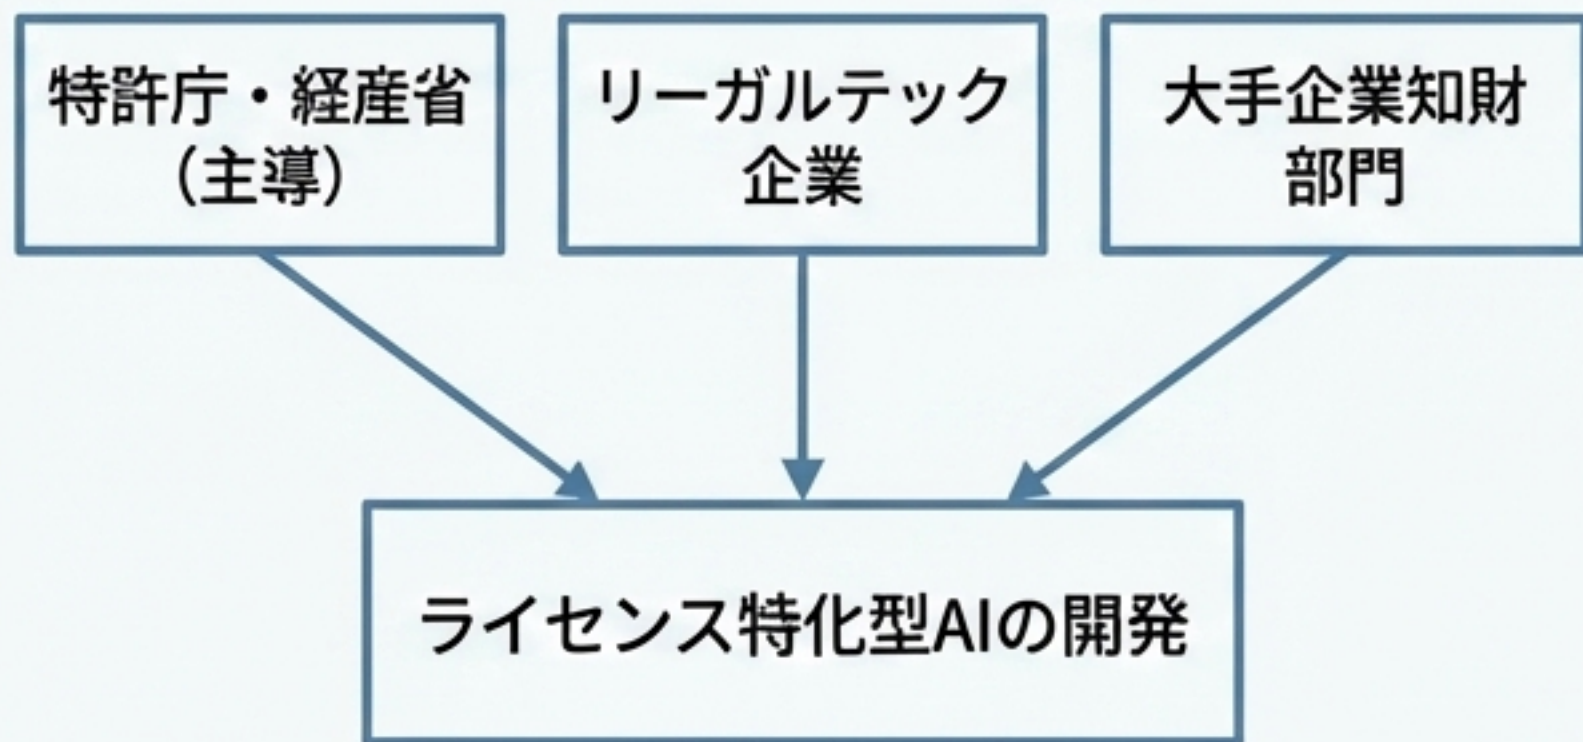 特許庁・経産省
（主導）
リーガルテック
企業
大手企業知財
部門
ライセンス特化型AIの開発